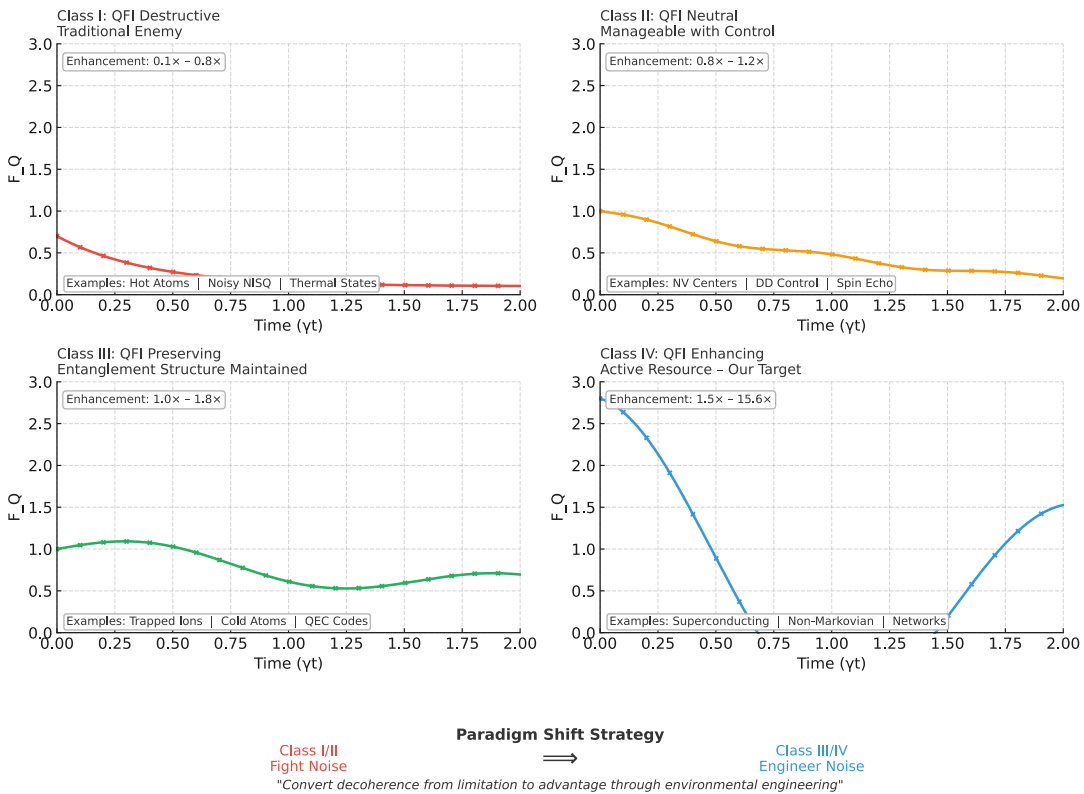 Class I: QFI Destructive
Traditional Enemy
3.0
2.5
2.0
1.5
1.0
0.5
0.0
F_Q
Enhancement: 0.1× – 0.8×
Examples: Hot Atoms | Noisy NISQ | Thermal States
0.00 0.25 0.50 0.75 1.00 1.25 1.50 1.75 2.00
Time (γt)
Class II: QFI Neutral
Manageable with Control
3.0
2.5
2.0
1.5
1.0
0.5
0.0
F_Q
Enhancement: 0.8× – 1.2×
Examples: NV Centers | DD Control | Spin Echo
0.00 0.25 0.50 0.75 1.00 1.25 1.50 1.75 2.00
Time (γt)
Class III: QFI Preserving
Entanglement Structure Maintained
3.0
2.5
2.0
1.5
1.0
0.5
0.0
F_Q
Enhancement: 1.0× – 1.8×
Examples: Trapped Ions | Cold Atoms | QEC Codes
0.00 0.25 0.50 0.75 1.00 1.25 1.50 1.75 2.00
Time (γt)
Class IV: QFI Enhancing
Active Resource – Our Target
3.0
2.5
2.0
1.5
1.0
0.5
0.0
F_Q
Enhancement: 1.5× – 15.6×
Examples: Superconducting | Non-Markovian | Networks
0.00 0.25 0.50 0.75 1.00 1.25 1.50 1.75 2.00
Time (γt)
Paradigm Shift Strategy
Class I/II
Fight Noise
⟹
Class III/IV
Engineer Noise
"Convert decoherence from limitation to advantage through environmental engineering"